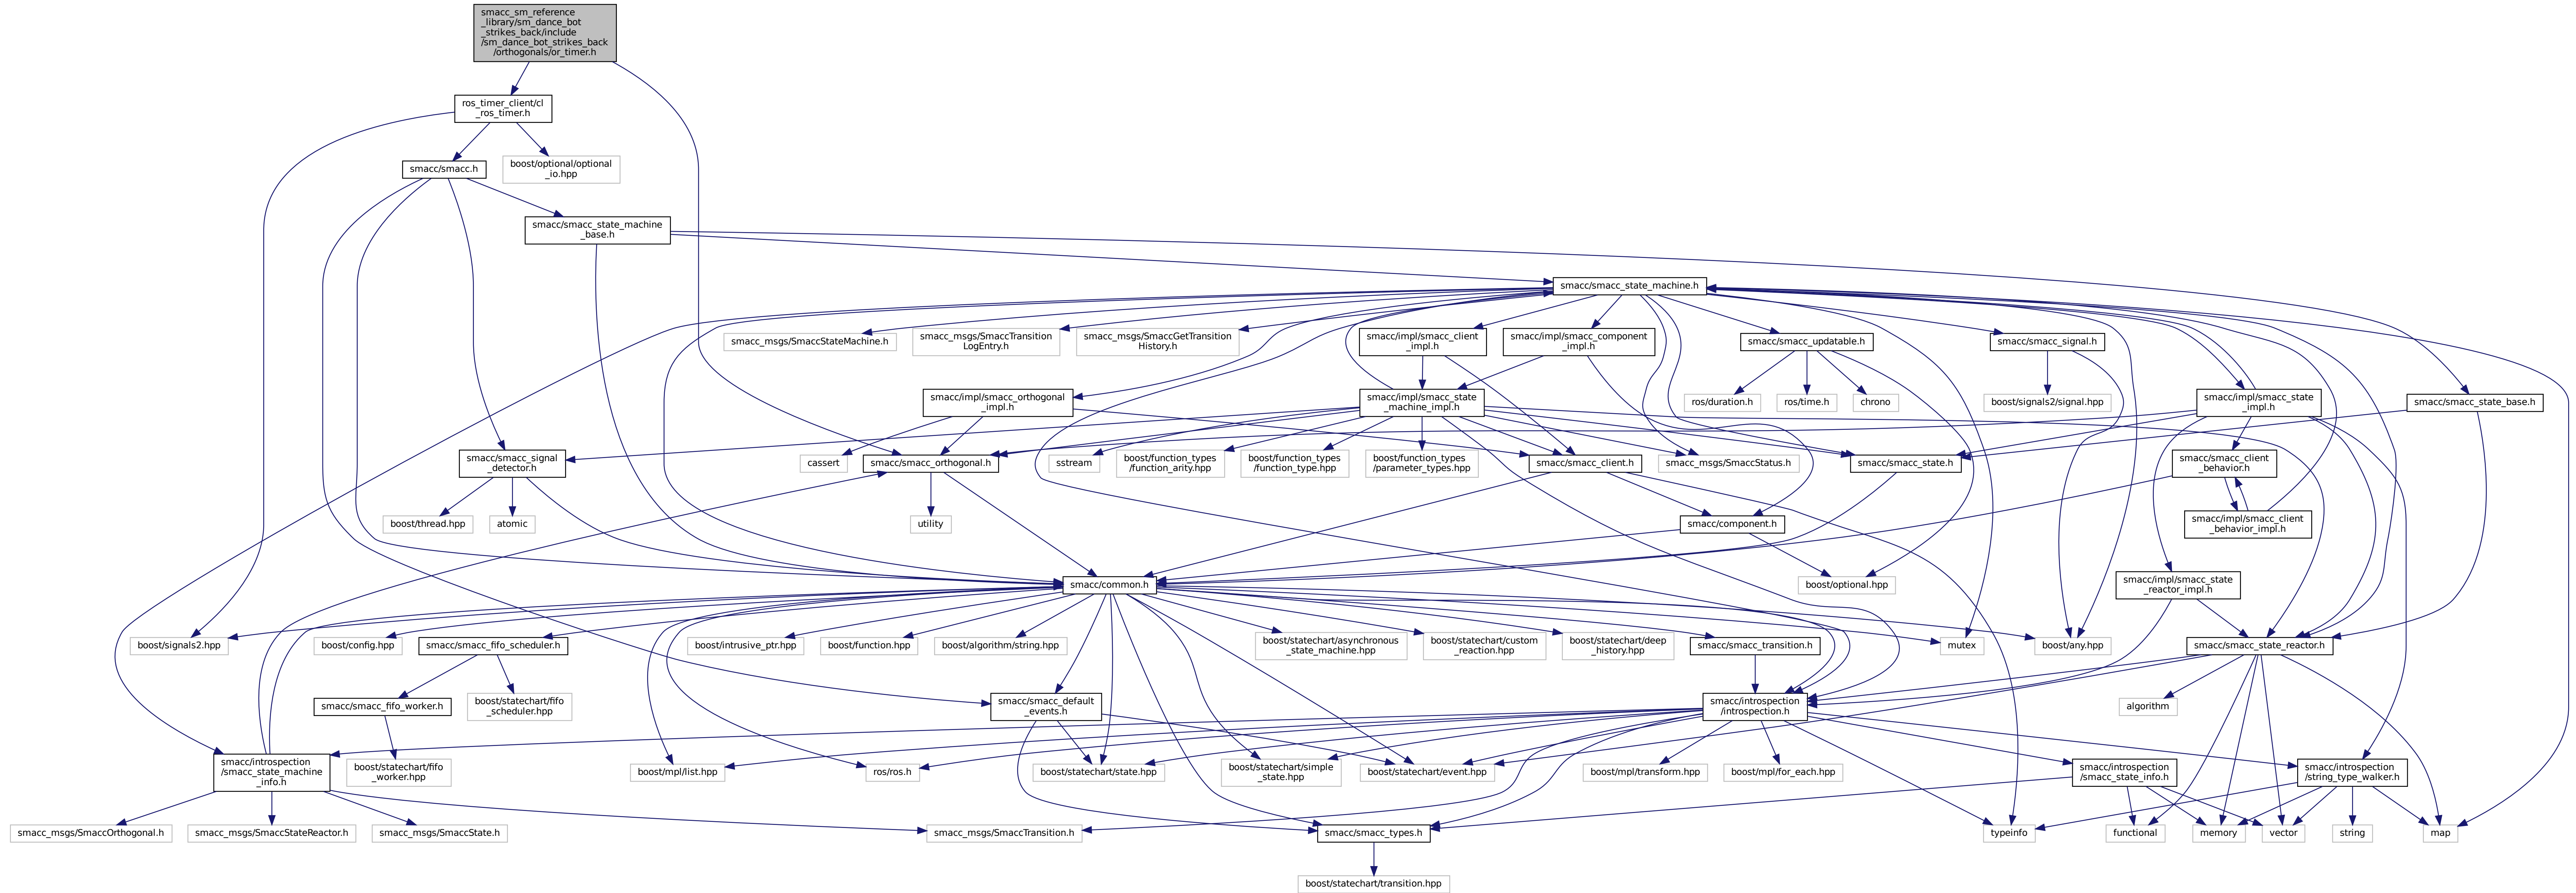 smacc_sm_reference
_library/sm_dance_bot
_strikes_back/include
/sm_dance_bot_strikes_back
/orthogonals/or_timer.h
ros_timer_client/cl
_ros_timer.h
smacc/smacc.h
boost/optional/optional
_io.hpp
smacc/smacc_state_machine
_base.h
smacc/smacc_state_machine.h
smacc_msgs/SmaccStateMachine.h
smacc_msgs/SmaccTransition
LogEntry.h
smacc_msgs/SmaccGetTransition
History.h
smacc/impl/smacc_client
_impl.h
smacc/impl/smacc_component
_impl.h
smacc/smacc_updatable.h
smacc/smacc_signal.h
smacc/impl/smacc_orthogonal
_impl.h
smacc/impl/smacc_state
_machine_impl.h
ros/duration.h
ros/time.h
chrono
boost/signals2/signal.hpp
smacc/impl/smacc_state
_impl.h
smacc/smacc_state_base.h
smacc/smacc_signal
_detector.h
cassert
smacc/smacc_orthogonal.h
sstream
boost/function_types
/function_arity.hpp
boost/function_types
/function_type.hpp
boost/function_types
/parameter_types.hpp
smacc/smacc_client.h
smacc_msgs/SmaccStatus.h
smacc/smacc_state.h
smacc/smacc_client
_behavior.h
boost/thread.hpp
atomic
utility
smacc/component.h
smacc/impl/smacc_client
_behavior_impl.h
smacc/common.h
boost/optional.hpp
smacc/impl/smacc_state
_reactor_impl.h
boost/signals2.hpp
boost/config.hpp
smacc/smacc_fifo_scheduler.h
boost/intrusive_ptr.hpp
boost/function.hpp
boost/algorithm/string.hpp
boost/statechart/asynchronous
_state_machine.hpp
boost/statechart/custom
_reaction.hpp
boost/statechart/deep
_history.hpp
smacc/smacc_transition.h
mutex
boost/any.hpp
smacc/smacc_state_reactor.h
smacc/smacc_fifo_worker.h
boost/statechart/fifo
_scheduler.hpp
smacc/smacc_default
_events.h
smacc/introspection
/introspection.h
algorithm
smacc/introspection
/smacc_state_machine
_info.h
boost/statechart/fifo
_worker.hpp
boost/mpl/list.hpp
ros/ros.h
boost/statechart/state.hpp
boost/statechart/simple
_state.hpp
boost/statechart/event.hpp
boost/mpl/transform.hpp
boost/mpl/for_each.hpp
smacc/introspection
/smacc_state_info.h
smacc/introspection
/string_type_walker.h
smacc_msgs/SmaccOrthogonal.h
smacc_msgs/SmaccStateReactor.h
smacc_msgs/SmaccState.h
smacc_msgs/SmaccTransition.h
smacc/smacc_types.h
typeinfo
functional
memory
vector
string
map
boost/statechart/transition.hpp